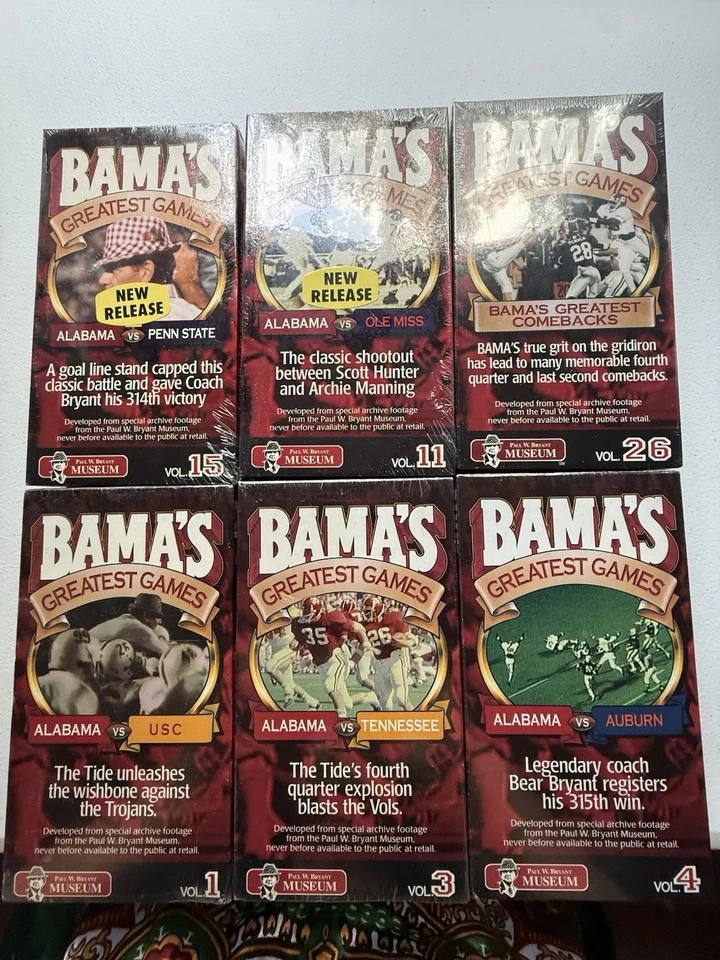 BAMA'S
GREATEST GAMES
NEW
RELEASE
ALABAMA VS PENN STATE
A goal line stand capped this
classic battle and gave Coach
Bryant his 314th victory
Developed from special archive footage
from the Paul W. Bryant Museum,
never before available to the public at retail.
PAUL W. BRYANT
MUSEUM
VOL. 15
BAMA'S
GAMES
NEW
RELEASE
ALABAMA VS OLE MISS
The classic shootout
between Scott Hunter
and Archie Manning
Developed from special archive footage
from the Paul W. Bryant Museum,
never before available to the public at retail.
PAUL W. BRYANT
MUSEUM
VOL. 11
BAMA'S
GREATEST GAMES
28
BAMA'S GREATEST
COMEBACKS
BAMA'S true grit on the gridiron
has lead to many memorable fourth
quarter and last second comebacks.
Developed from special archive footage
from the Paul W. Bryant Museum,
never before available to the public at retail.
PAUL W. BRYANT
MUSEUM
VOL. 26
BAMA'S
GREATEST GAMES
ALABAMA VS USC
The Tide unleashes
the wishbone against
the Trojans.
Developed from special archive footage
from the Paul W. Bryant Museum,
never before available to the public at retail.
PAUL W. BRYANT
MUSEUM
VOL. 1
BAMA'S
GREATEST GAMES
35 26
ALABAMA VS TENNESSEE
The Tide's fourth
quarter explosion
blasts the Vols.
Developed from special archive footage
from the Paul W. Bryant Museum,
never before available to the public at retail.
PAUL W. BRYANT
MUSEUM
VOL. 3
BAMA'S
GREATEST GAMES
ALABAMA VS AUBURN
Legendary coach
Bear Bryant registers
his 315th win.
Developed from special archive footage
from the Paul W. Bryant Museum,
never before available to the public at retail.
PAUL W. BRYANT
MUSEUM
VOL. 4